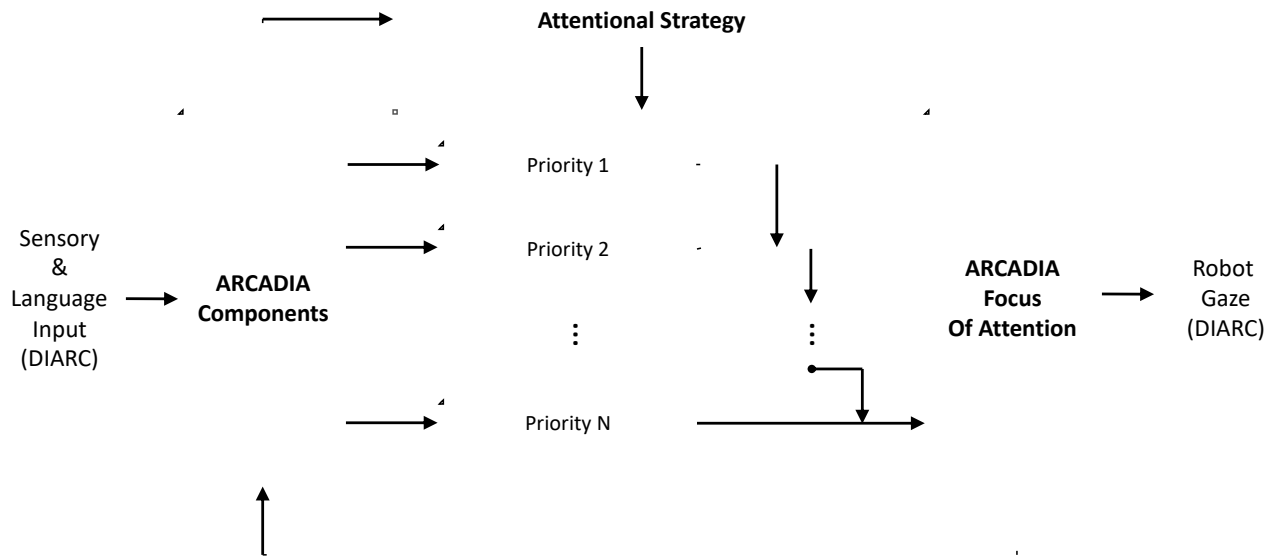 Attentional Strategy
Priority 1
Priority 2
Sensory
&
Language
Input
(DIARC)
ARCADIA
Components
⋮
⋮
Priority N
ARCADIA
Focus
Of Attention
Robot
Gaze
(DIARC)